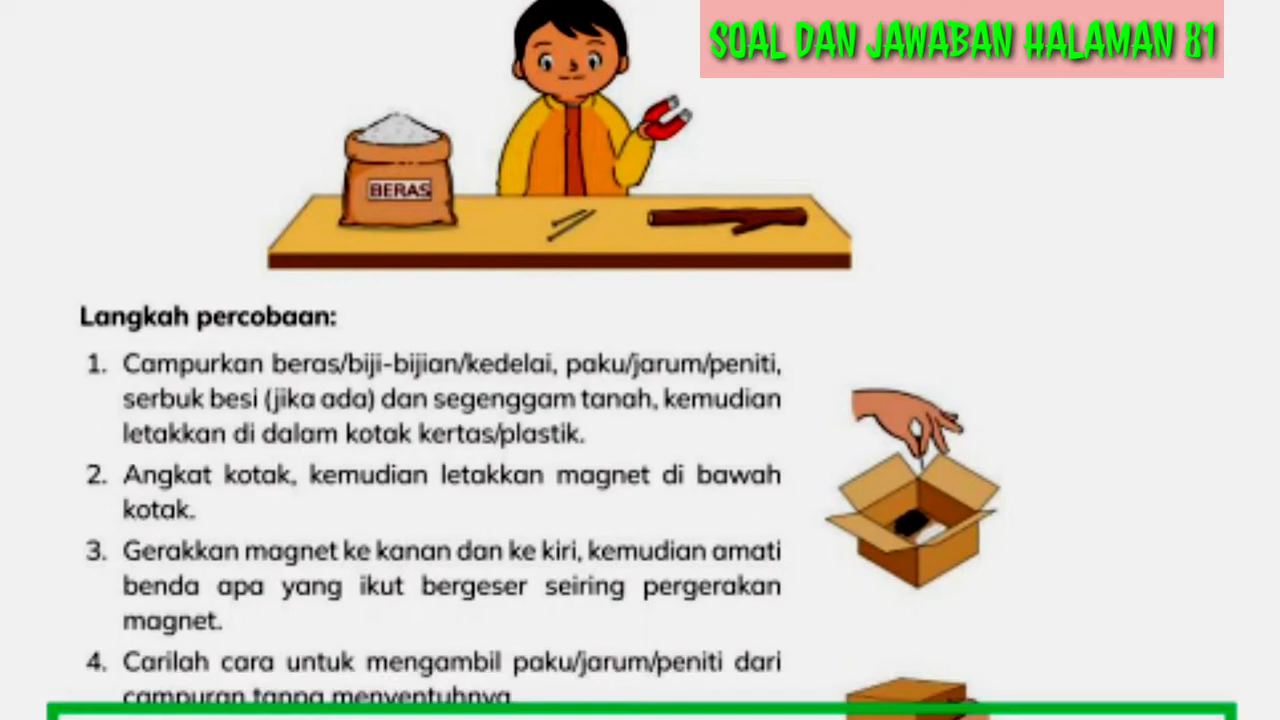 SOAL DAN JAWABAN HALAMAN 81
BERAS
Langkah percobaan:
1. Campurkan beras/biji-bijian/kedelai, paku/jarum/peniti,
serbuk besi (jika ada) dan segenggam tanah, kemudian
letakkan di dalam kotak kertas/plastik.
2. Angkat kotak, kemudian letakkan magnet di bawah
kotak.
3. Gerakkan magnet ke kanan dan ke kiri, kemudian amati
benda apa yang ikut bergeser seiring pergerakan
magnet.
4. Carilah cara untuk mengambil paku/jarum/peniti dari
campuran tanpa menyentuhnya.